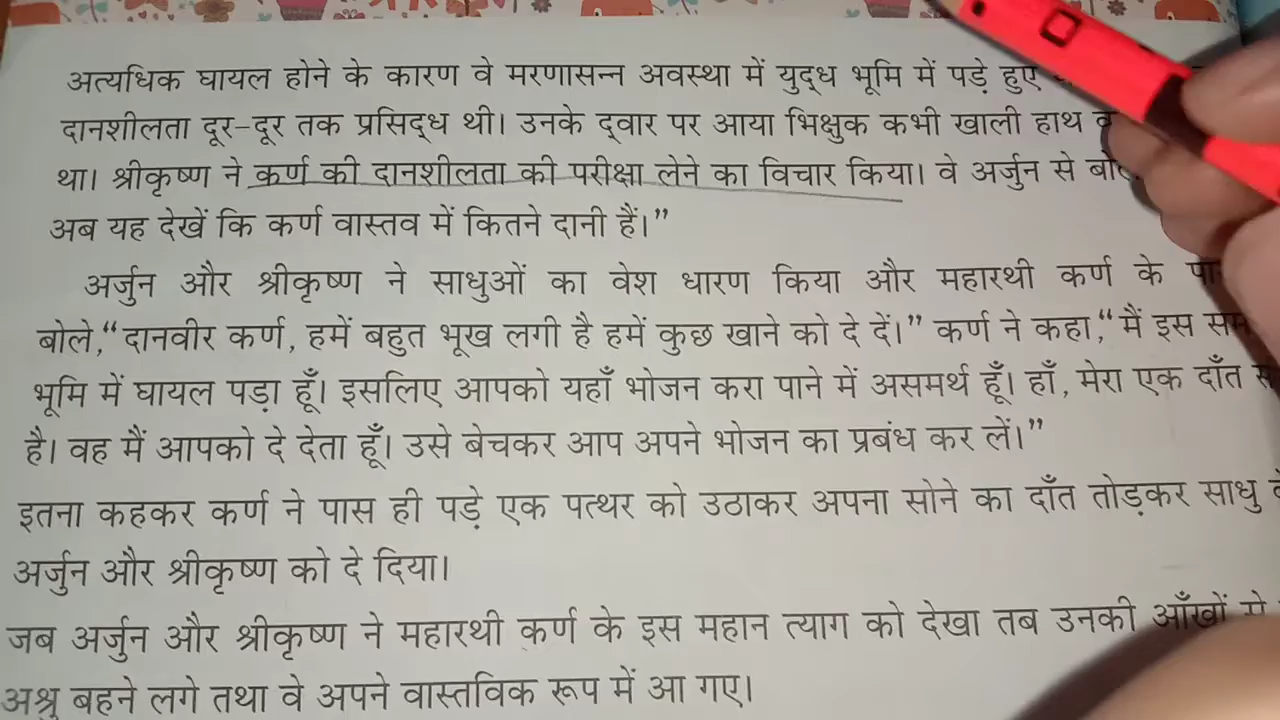 अत्यधिक घायल होने के कारण वे मरणासन्न अवस्था में युद्ध भूमि में पड़े हुए
दानशीलता दूर-दूर तक प्रसिद्ध थी। उनके द्वार पर आया भिक्षुक कभी खाली हाथ
था। श्रीकृष्ण ने कर्ण की दानशीलता की परीक्षा लेने का विचार किया। वे अर्जुन से
अब यह देखें कि कर्ण वास्तव में कितने दानी हैं।”
अर्जुन और श्रीकृष्ण ने साधुओं का वेश धारण किया और महारथी कर्ण के
बोले,“दानवीर कर्ण, हमें बहुत भूख लगी है हमें कुछ खाने को दे दें।” कर्ण ने कहा,“मैं इस
भूमि में घायल पड़ा हूँ। इसलिए आपको यहाँ भोजन करा पाने में असमर्थ हूँ। हाँ, मेरा एक दाँत
है। वह मैं आपको दे देता हूँ। उसे बेचकर आप अपने भोजन का प्रबंध कर लें।”
इतना कहकर कर्ण ने पास ही पड़े एक पत्थर को उठाकर अपना सोने का दाँत तोड़कर साधु
अर्जुन और श्रीकृष्ण को दे दिया।
जब अर्जुन और श्रीकृष्ण ने महारथी कर्ण के इस महान त्याग को देखा तब उनकी आँखों से
अश्रु बहने लगे तथा वे अपने वास्तविक रूप में आ गए।